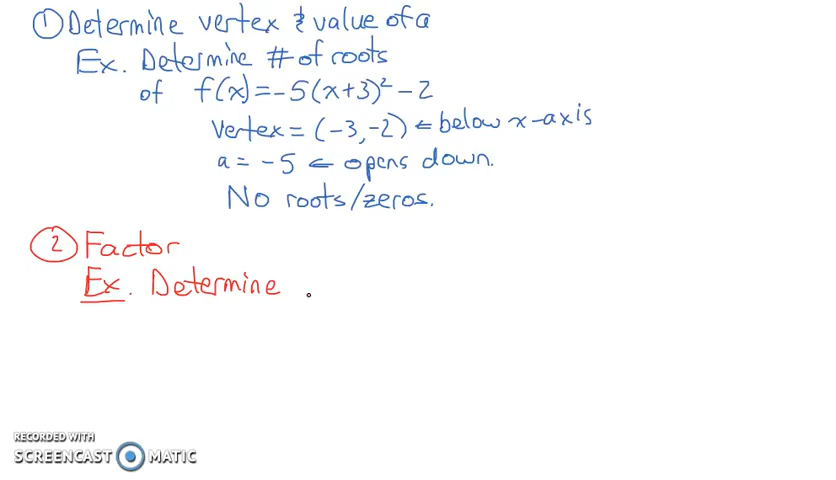 ① Determine vertex & value of a
Ex. Determine # of roots
of f(x) = -5(x+3)² - 2
vertex = (-3, -2) ← below x-axis
a = -5 ← opens down.
No roots/zeros.
② Factor
Ex. Determine
RECORDED WITH
SCREENCAST MATIC